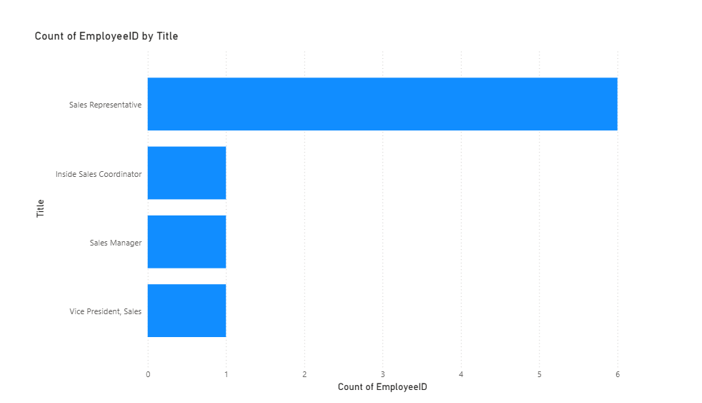 Count of EmployeeID by Title
Title
Sales Representative
Inside Sales Coordinator
Sales Manager
Vice President, Sales
0 1 2 3 4 5 6
Count of EmployeeID